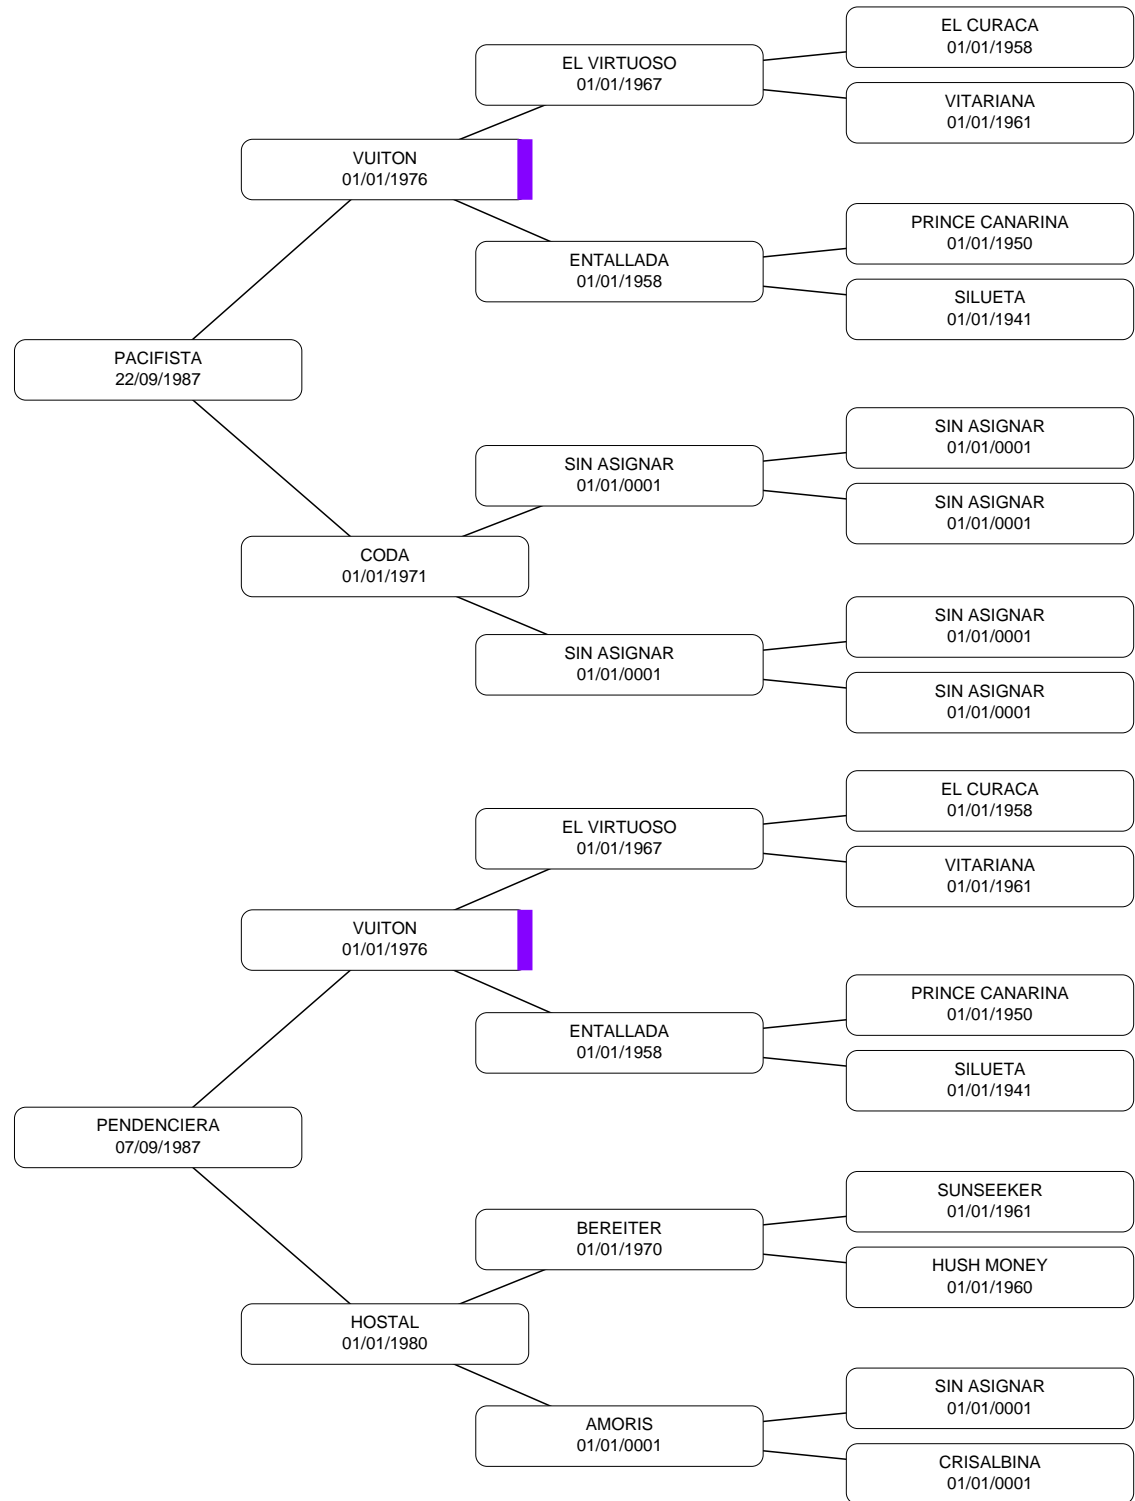 EL CURACA
01/01/1958
EL VIRTUOSO
01/01/1967
VITARIANA
01/01/1961
VUITON
01/01/1976
PRINCE CANARINA
01/01/1950
ENTALLADA
01/01/1958
SILUETA
01/01/1941
PACIFISTA
22/09/1987
SIN ASIGNAR
01/01/0001
SIN ASIGNAR
01/01/0001
SIN ASIGNAR
01/01/0001
CODA
01/01/1971
SIN ASIGNAR
01/01/0001
SIN ASIGNAR
01/01/0001
SIN ASIGNAR
01/01/0001
EL CURACA
01/01/1958
EL VIRTUOSO
01/01/1967
VITARIANA
01/01/1961
VUITON
01/01/1976
PRINCE CANARINA
01/01/1950
ENTALLADA
01/01/1958
SILUETA
01/01/1941
PENDENCIERA
07/09/1987
SUNSEEKER
01/01/1961
BEREITER
01/01/1970
HUSH MONEY
01/01/1960
HOSTAL
01/01/1980
SIN ASIGNAR
01/01/0001
AMORIS
01/01/0001
CRISALBINA
01/01/0001